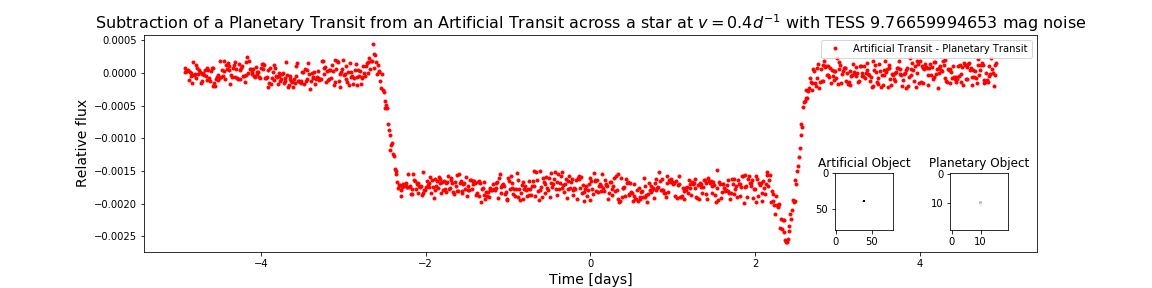 Subtraction of a Planetary Transit from an Artificial Transit across a star at v = 0.4d⁻¹ with TESS 9.76659994653 mag noise
Artificial Transit - Planetary Transit
Relative flux
0.0005
0.0000
−0.0005
−0.0010
−0.0015
−0.0020
−0.0025
Artificial Object
0
50
0 50
Planetary Object
0
10
0 10
−4 −2 0 2 4
Time [days]